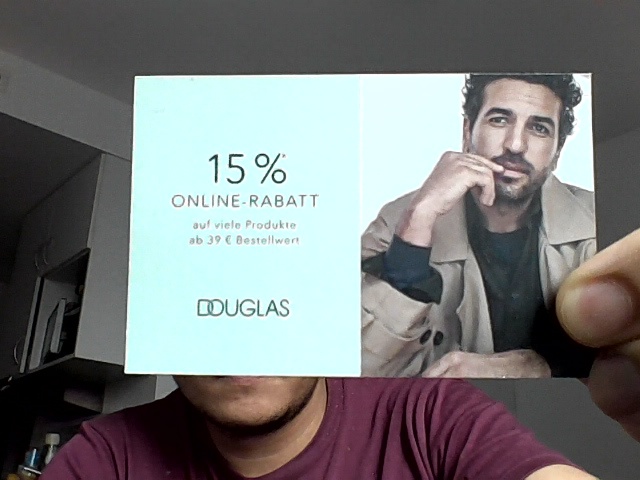 15%*
ONLINE-RABATT
auf viele Produkte
ab 39 € Bestellwert
DOUGLAS